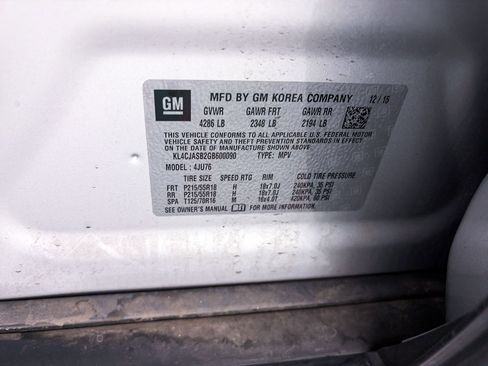 GM MFD BY GM KOREA COMPANY 12/15
GVWR GAWR FRT GAWR RR
4286 LB 2348 LB 2194 LB
THIS VEHICLE CONFORMS TO ALL APPLICABLE U.S. FEDERAL MOTOR
VEHICLE SAFETY AND THEFT PREVENTION STANDARDS IN EFFECT
ON THE DATE OF MANUFACTURE SHOWN ABOVE.
KL4CJASB2GB600090 TYPE: MPV
MODEL: 4JU76
TIRE SIZE SPEED RTG RIM COLD TIRE PRESSURE
FRT P215/55R18 H 18x7.0J 240KPA, 35 PSI
RR P215/55R18 H 18x7.0J 240KPA, 35 PSI
SPA T125/70R16 M 16x4.0T 420KPA, 60 PSI
SEE OWNER'S MANUAL FOR MORE INFORMATION.